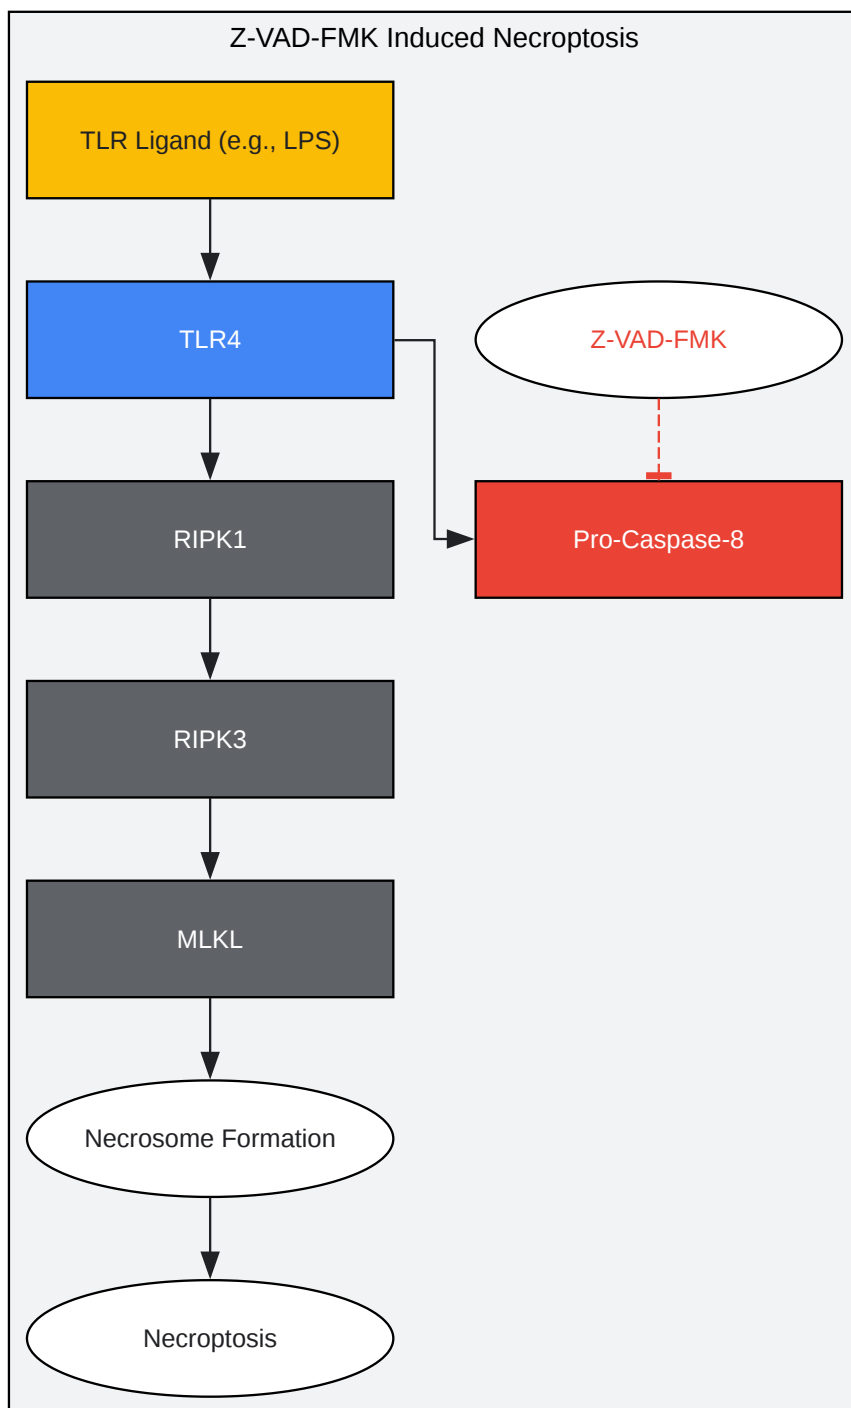 Z-VAD-FMK Induced Necroptosis
TLR Ligand (e.g., LPS)
TLR4
Z-VAD-FMK
RIPK1
Pro-Caspase-8
RIPK3
MLKL
Necrosome Formation
Necroptosis